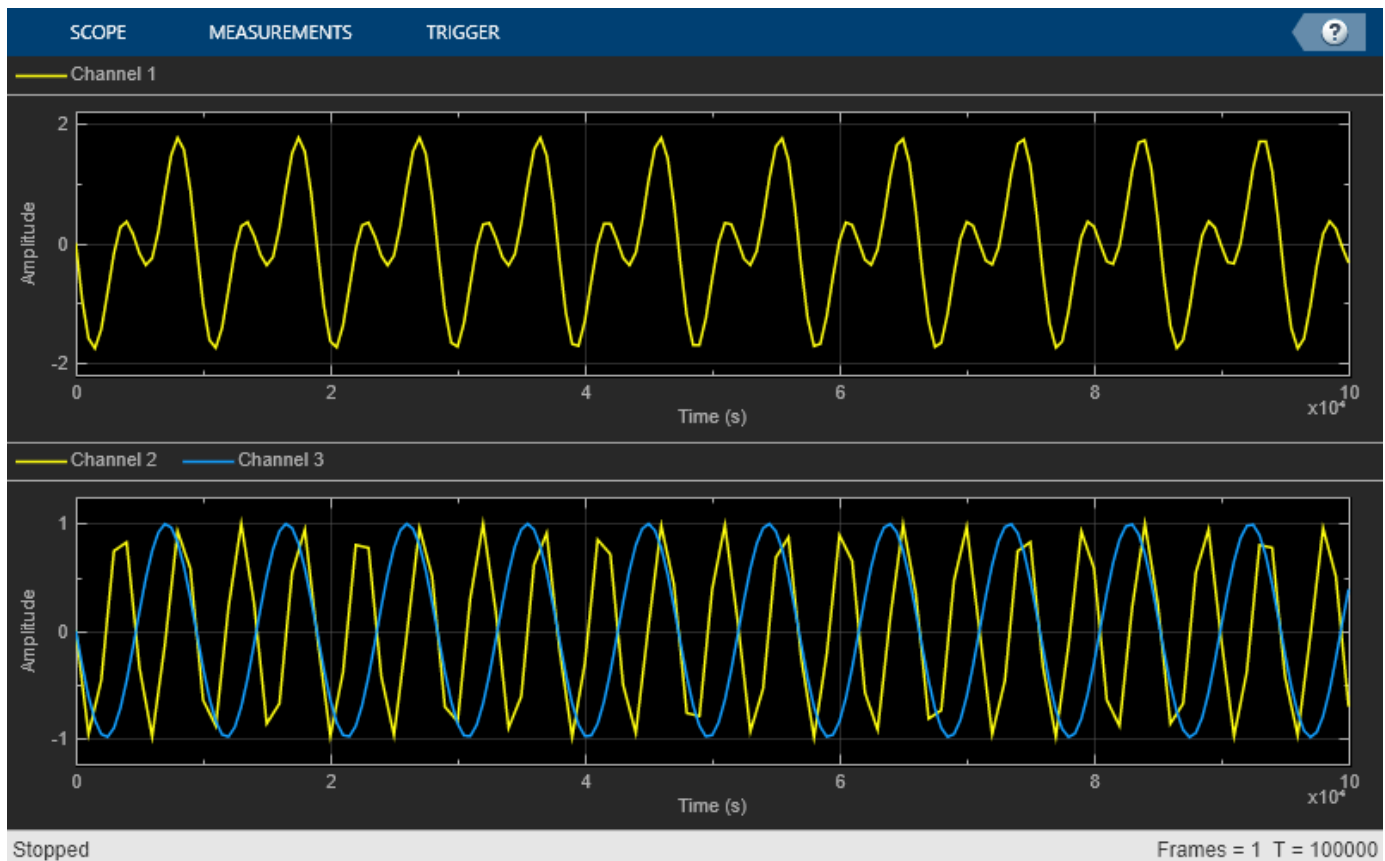 SCOPE MEASUREMENTS TRIGGER ?
Channel 1
Amplitude
2
0
-2
0 2 4 6 8 10
Time (s)
x10⁴
Channel 2 Channel 3
Amplitude
1
0
-1
0 2 4 6 8 10
Time (s)
x10⁴
Stopped Frames = 1 T = 100000